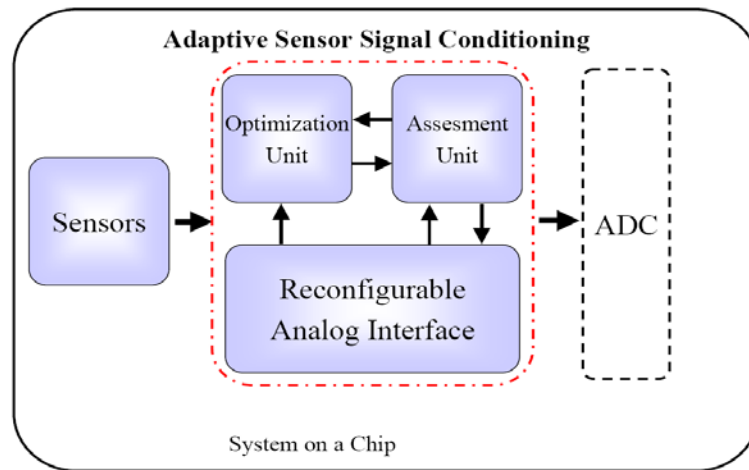 Adaptive Sensor Signal Conditioning
Optimization
Unit
Assesment
Unit
Sensors
ADC
Reconfigurable
Analog Interface
System on a Chip